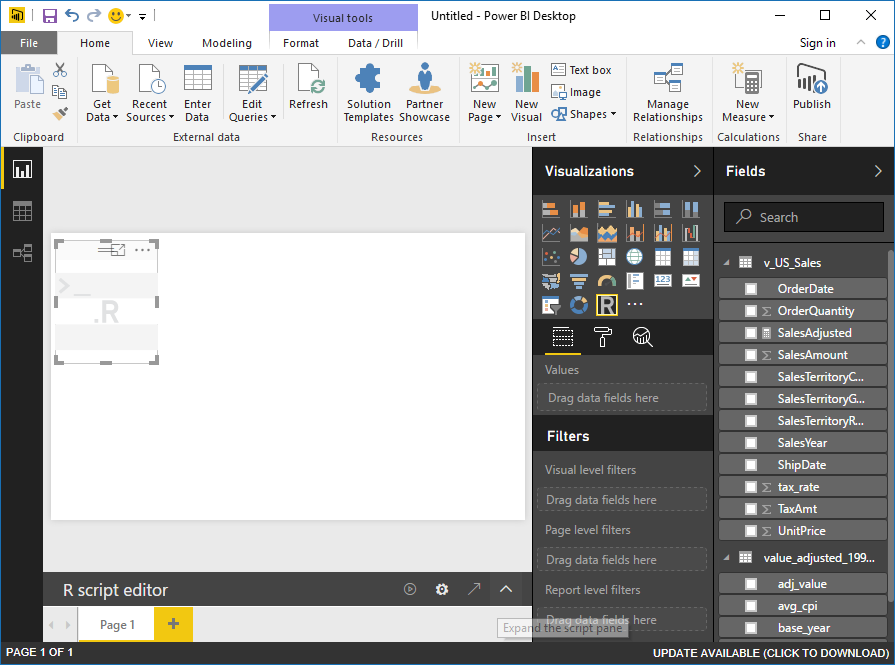 Visual tools
Untitled - Power BI Desktop
File
Home
View
Modeling
Format
Data / Drill
Sign in
?
Paste
Get
Data
Recent
Sources
Enter
Data
Edit
Queries
Refresh
Solution
Templates
Partner
Showcase
New
Page
New
Visual
Text box
Image
Shapes
Manage
Relationships
New
Measure
Publish
Clipboard
External data
Resources
Insert
Relationships
Calculations
Share
Visualizations
Fields
Search
123
R
v_US_Sales
OrderDate
OrderQuantity
SalesAdjusted
SalesAmount
SalesTerritoryC...
SalesTerritoryG...
SalesTerritoryR...
SalesYear
ShipDate
tax_rate
TaxAmt
UnitPrice
value_adjusted_199...
adj_value
avg_cpi
base_year
>_
.R
Values
Drag data fields here
Filters
Visual level filters
Drag data fields here
Page level filters
Drag data fields here
Report level filters
Drag data fields here
R script editor
Page 1
+
Expand the script pane
PAGE 1 OF 1
UPDATE AVAILABLE (CLICK TO DOWNLOAD)